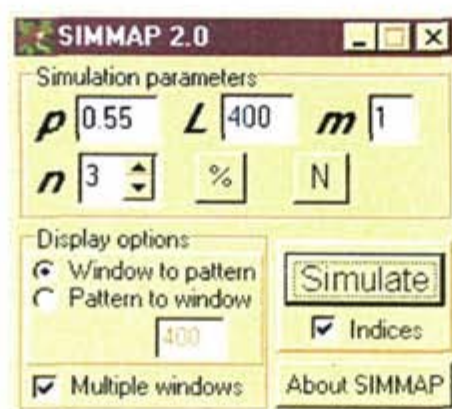 SIMMAP 2.0
Simulation parameters
p 0.55 L 400 m 1
n 3 % N
Display options
Window to pattern
Pattern to window
400
Multiple windows
Simulate
Indices
About SIMMAP